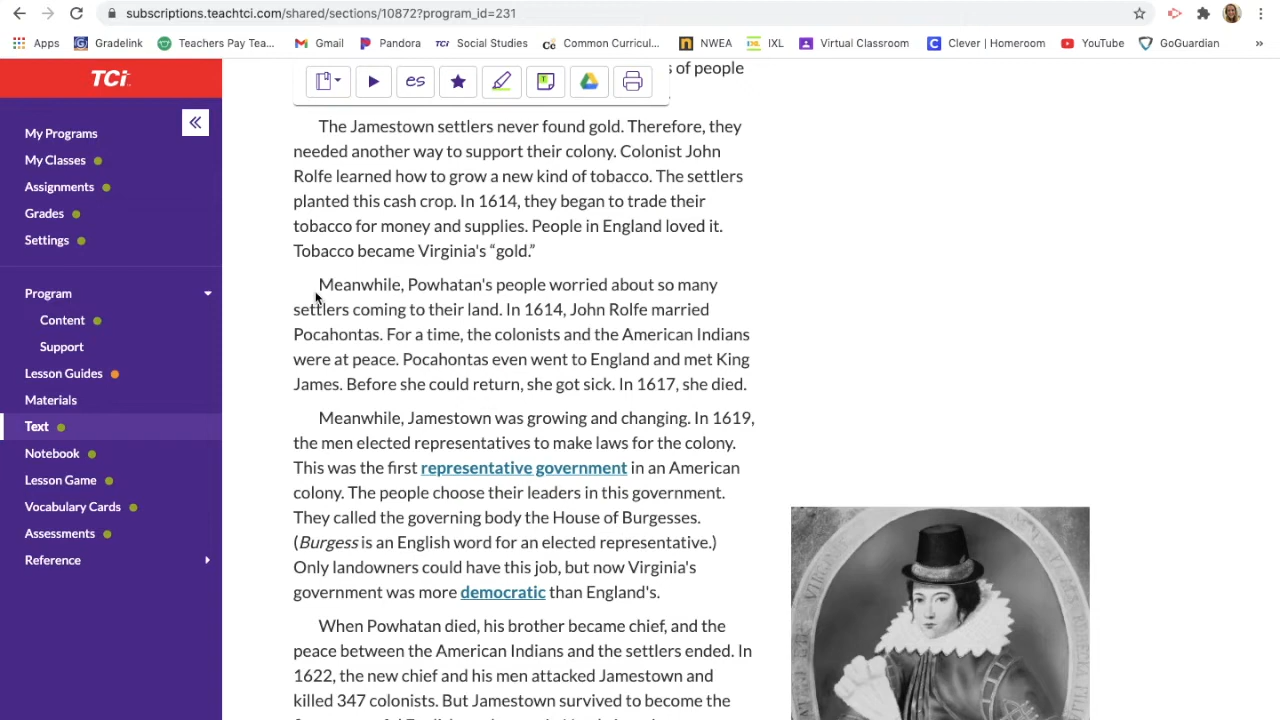 subscriptions.teachtci.com/shared/sections/10872?program_id=231
Apps
Gradelink
Teachers Pay Tea...
Gmail
Pandora
TCi Social Studies
Cc Common Curricul...
NWEA
IXL
Virtual Classroom
Clever | Homeroom
YouTube
GoGuardian
»
TCi
My Programs
My Classes
Assignments
Grades
Settings
Program
Content
Support
Lesson Guides
Materials
Text
Notebook
Lesson Game
Vocabulary Cards
Assessments
Reference
es
s of people
The Jamestown settlers never found gold. Therefore, they
needed another way to support their colony. Colonist John
Rolfe learned how to grow a new kind of tobacco. The settlers
planted this cash crop. In 1614, they began to trade their
tobacco for money and supplies. People in England loved it.
Tobacco became Virginia's “gold.”
Meanwhile, Powhatan's people worried about so many
settlers coming to their land. In 1614, John Rolfe married
Pocahontas. For a time, the colonists and the American Indians
were at peace. Pocahontas even went to England and met King
James. Before she could return, she got sick. In 1617, she died.
Meanwhile, Jamestown was growing and changing. In 1619,
the men elected representatives to make laws for the colony.
This was the first representative government in an American
colony. The people choose their leaders in this government.
They called the governing body the House of Burgesses.
(Burgess is an English word for an elected representative.)
Only landowners could have this job, but now Virginia's
government was more democratic than England's.
When Powhatan died, his brother became chief, and the
peace between the American Indians and the settlers ended. In
1622, the new chief and his men attacked Jamestown and
killed 347 colonists. But Jamestown survived to become the